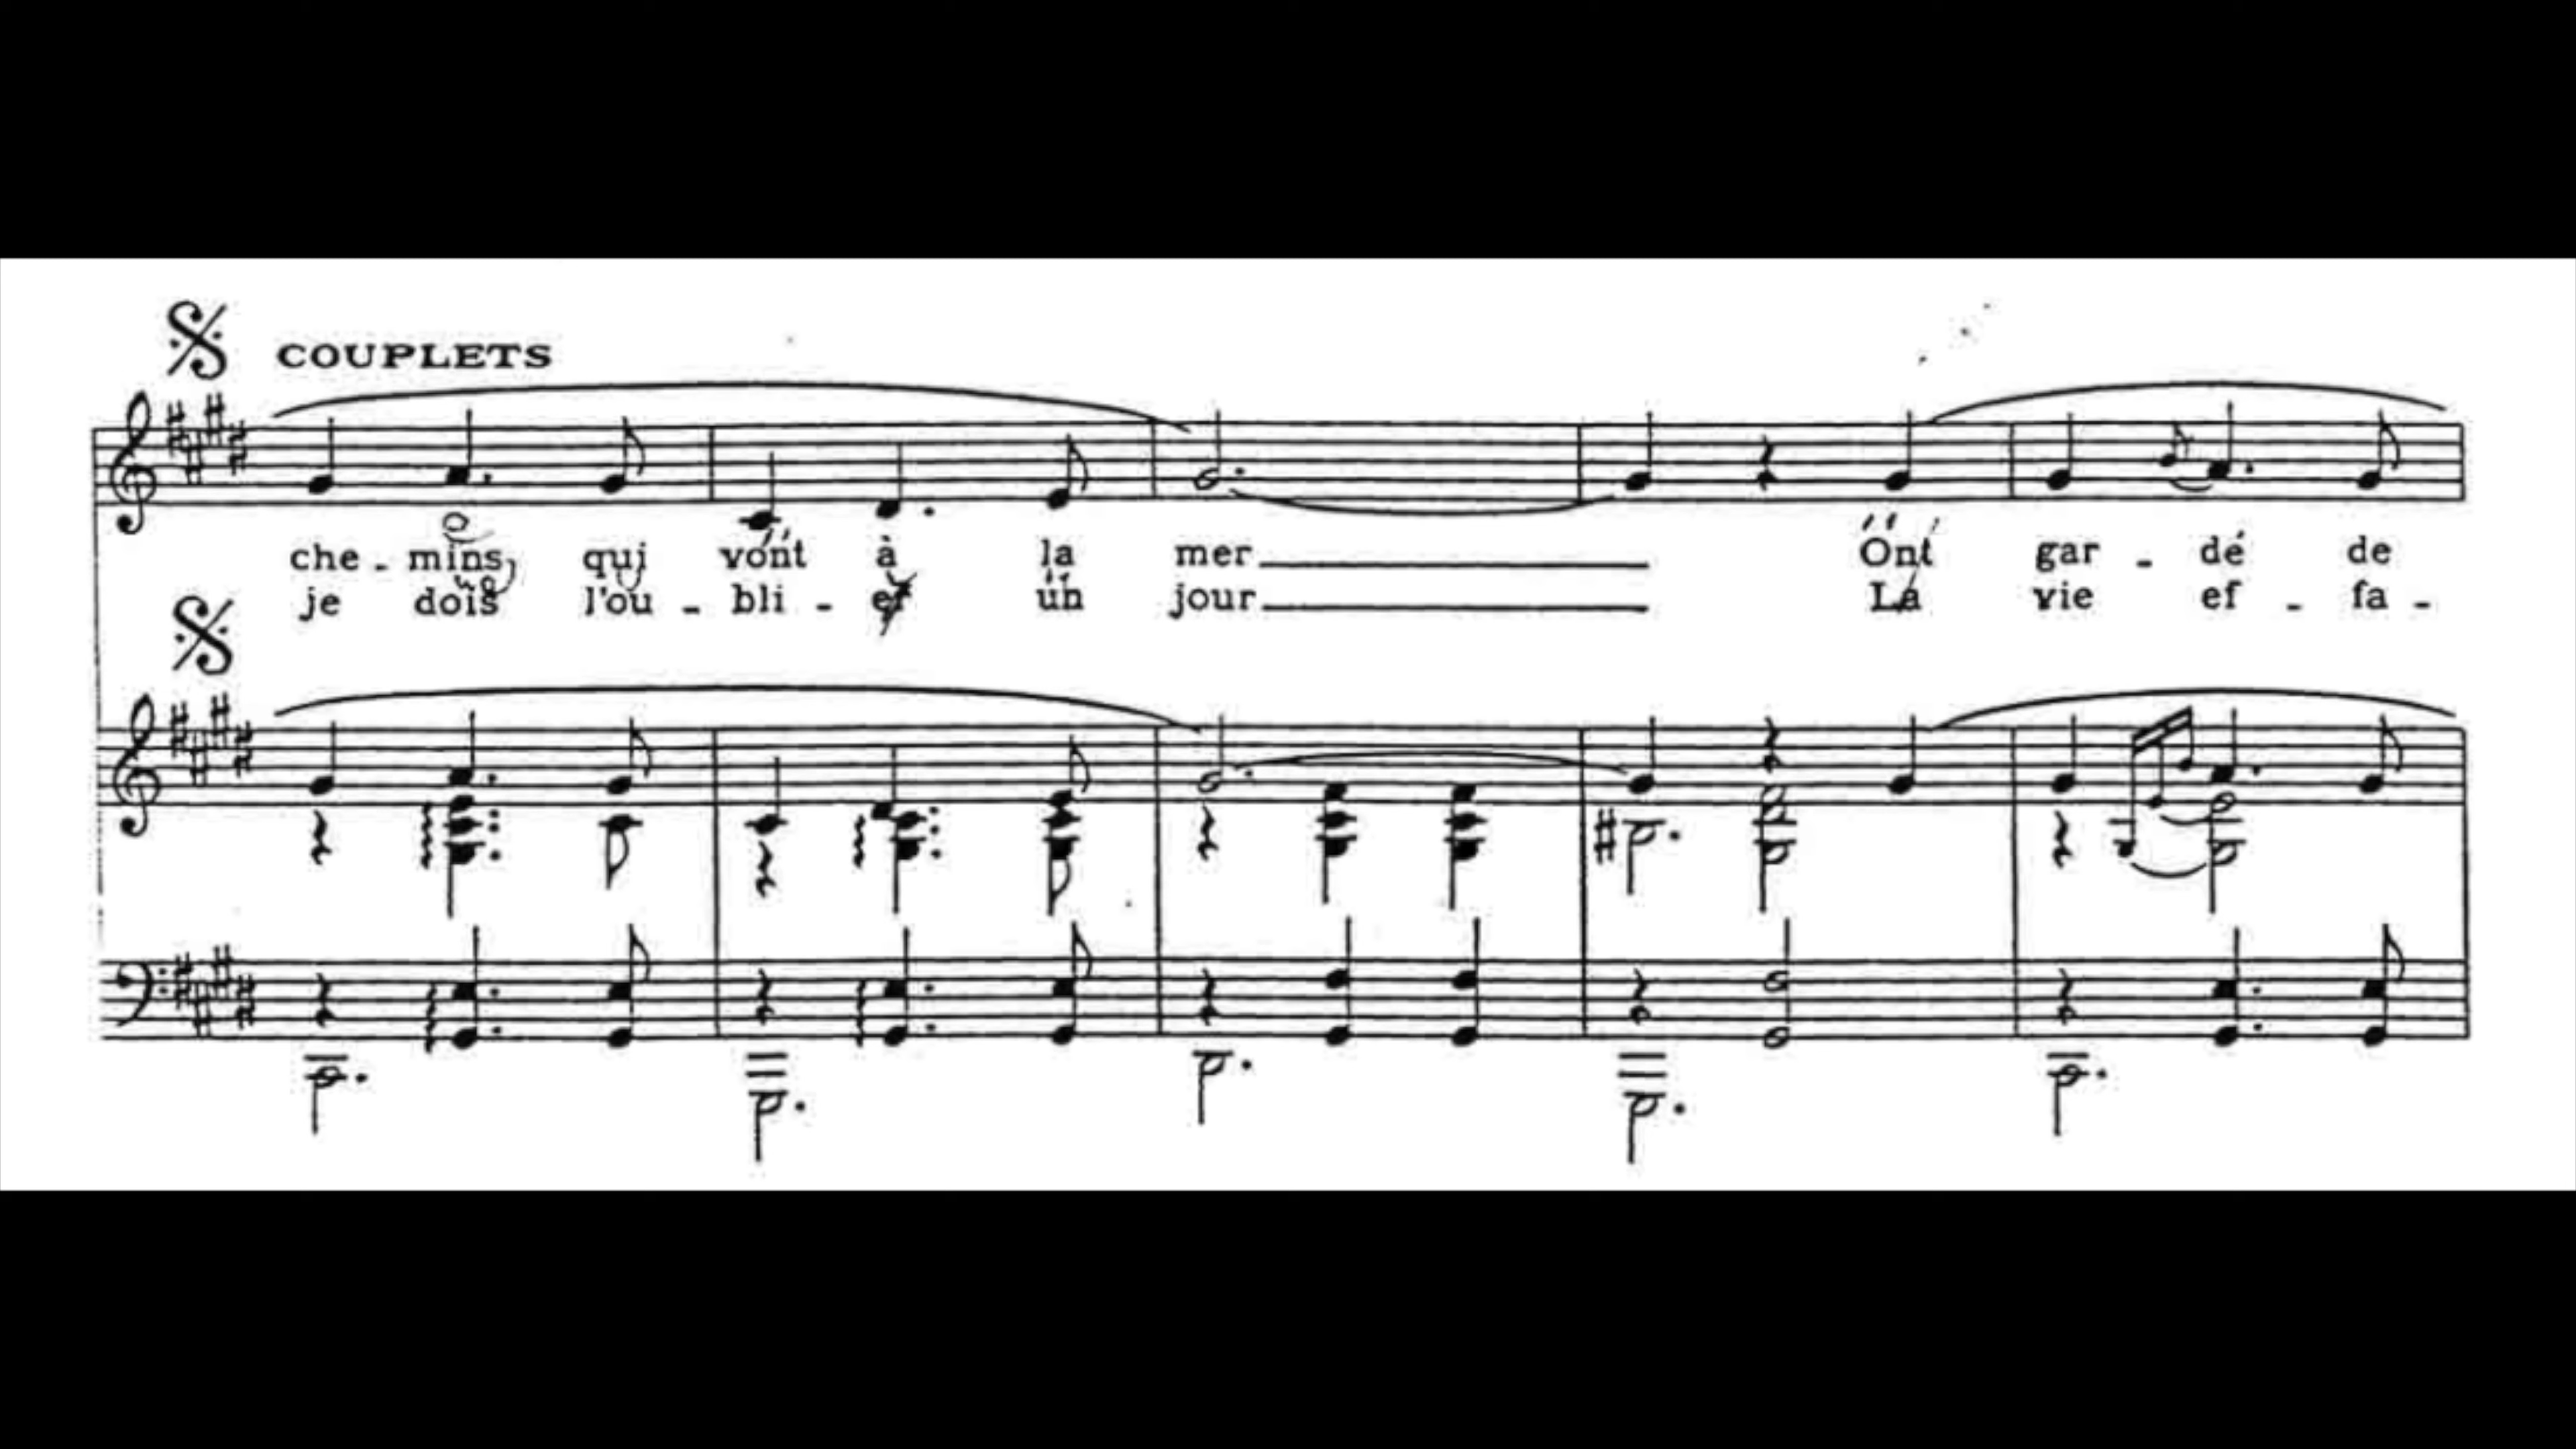 COUPLETS
che - mins qui vont à la mer Ont gar - dé de
je dois l'ou - bli - er un jour La vie ef - fa -